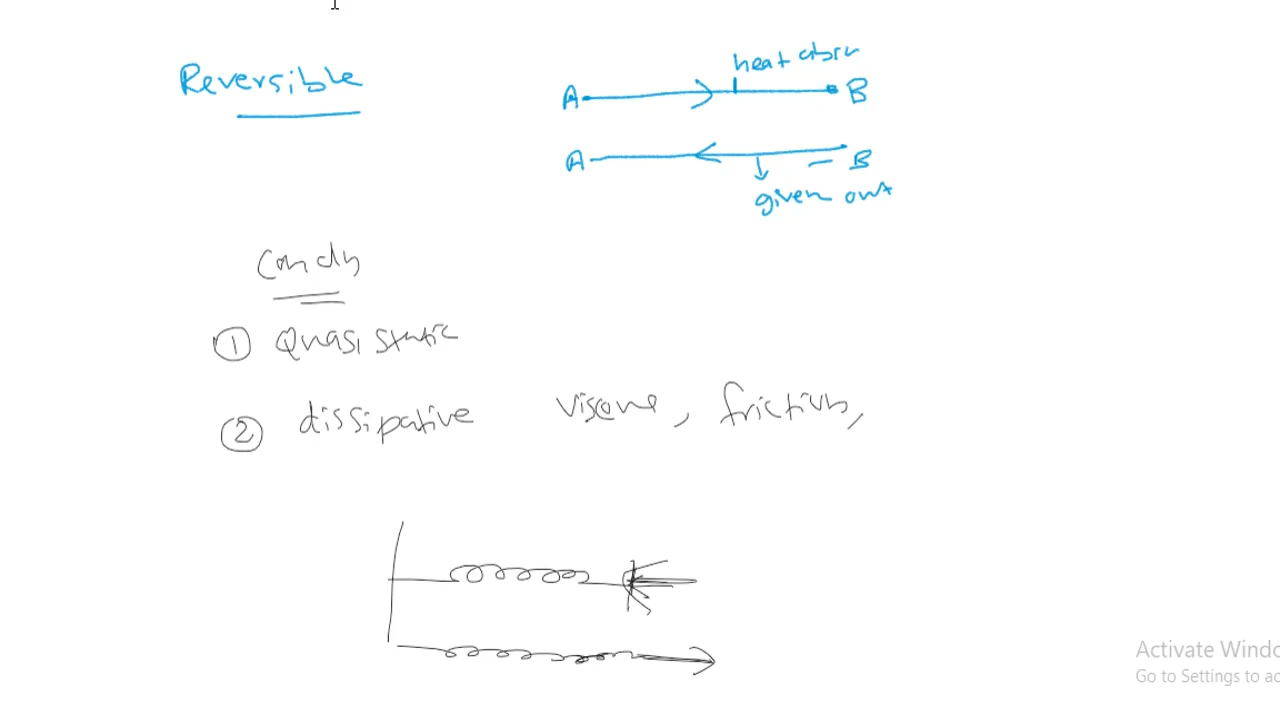 Reversible
heat absn
A B
A B
given out
Condn
① Quasi static
② dissipative viscous, friction,
Activate Windo
Go to Settings to ac